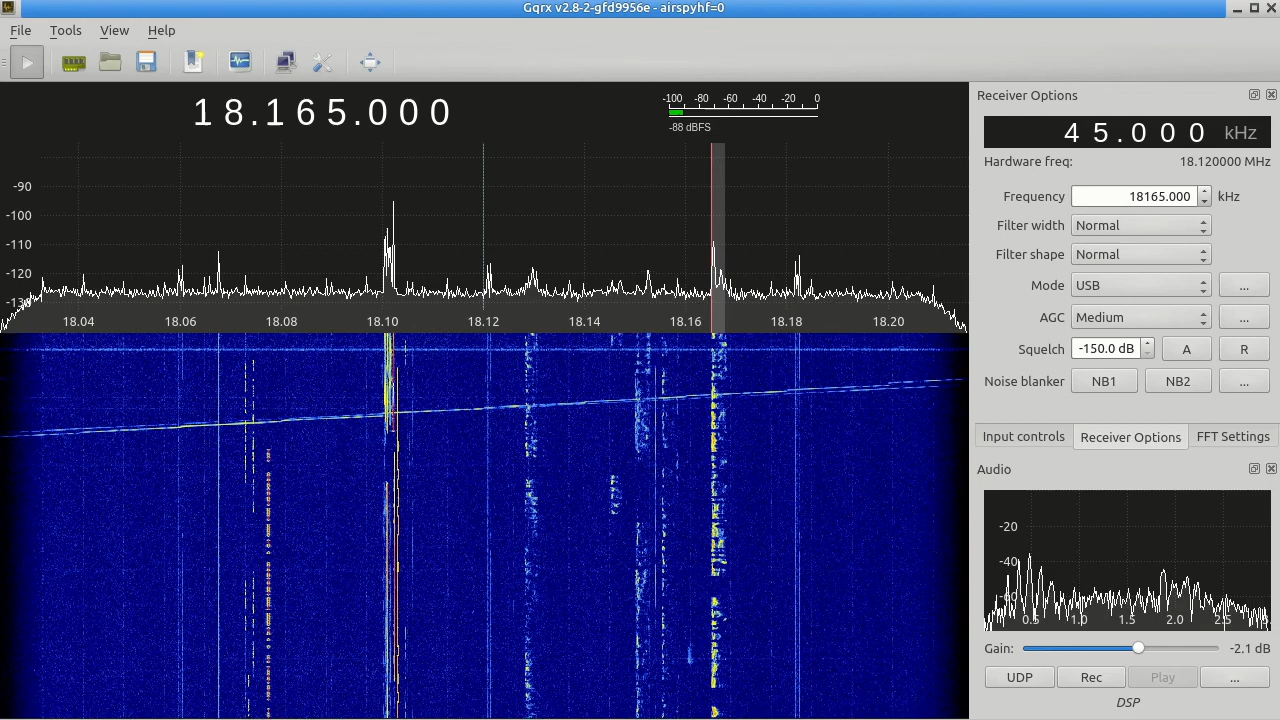 Gqrx v2.8-2-gfd9956e - airspyhf=0
File Tools View Help
18.165.000
-100 -80 -60 -40 -20 0
-88 dBFS
-90
-100
-110
-120
18.04 18.06 18.08 18.10 18.12 18.14 18.16 18.18 18.20
Receiver Options
45.000 kHz
Hardware freq: 18.120000 MHz
Frequency 18165.000 kHz
Filter width Normal
Filter shape Normal
Mode USB ...
AGC Medium ...
Squelch -150.0 dB A R
Noise blanker NB1 NB2 ...
Input controls Receiver Options FFT Settings
Audio
-20
-40
0.5 1.0 1.5 2.0 2.5
Gain: -2.1 dB
UDP Rec Play ...
DSP